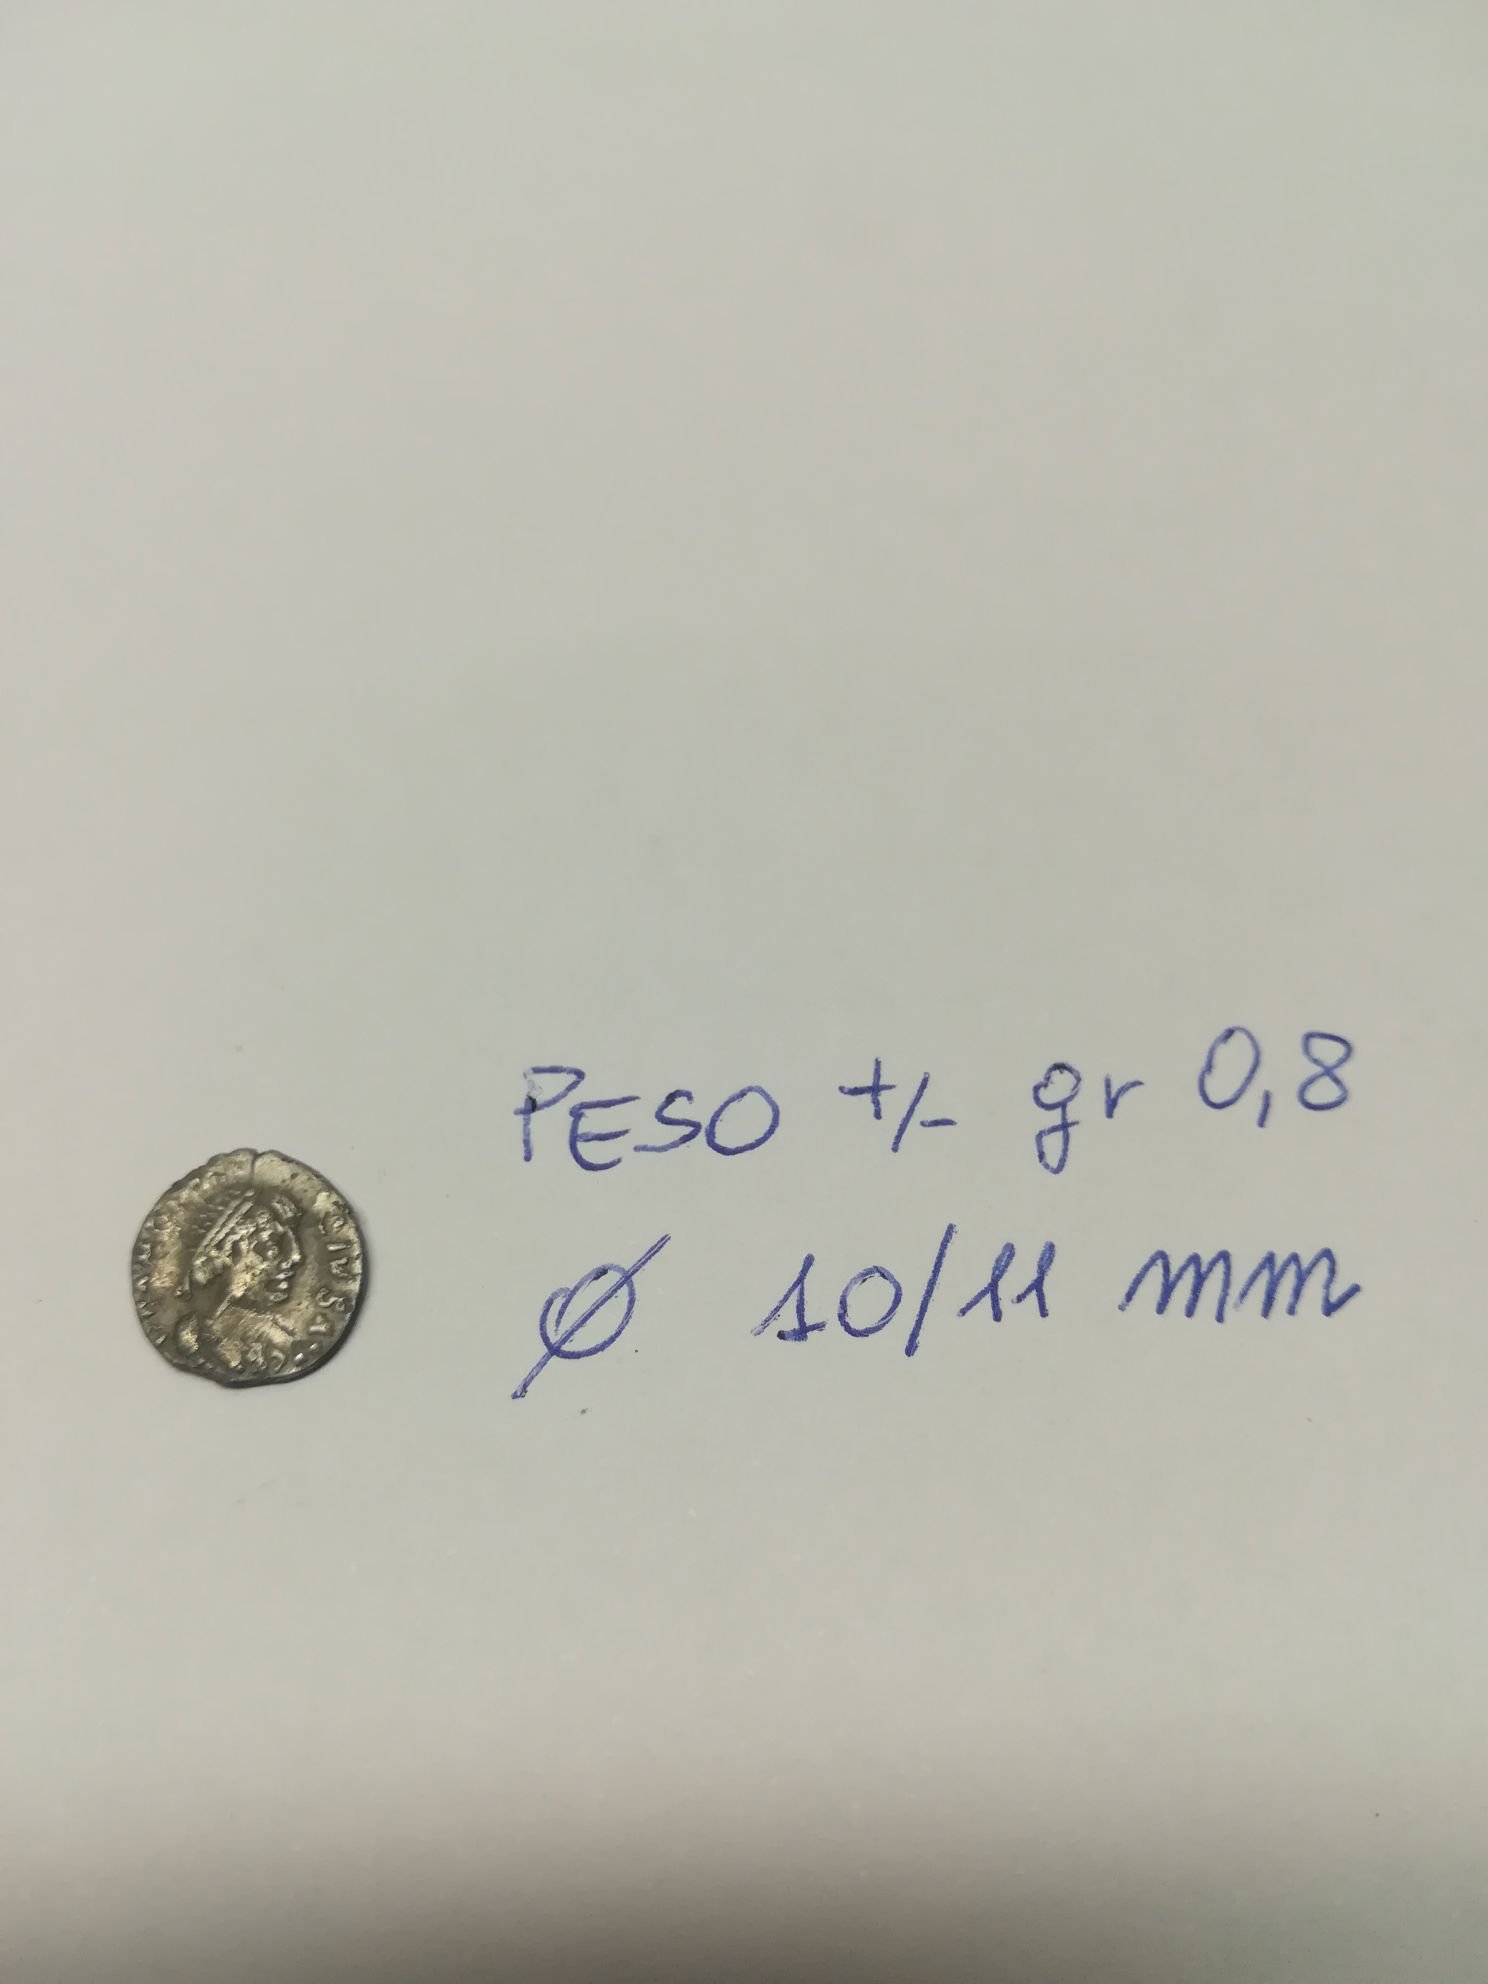 PESO +/- gr 0,8
Ø 10/11 mm